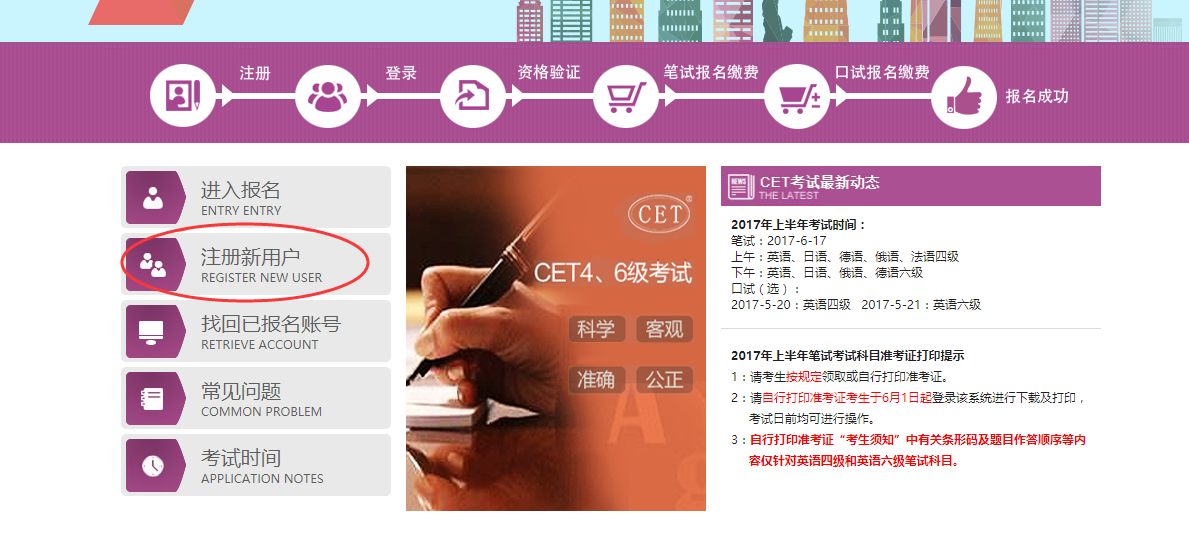 注册
登录
资格验证
笔试报名缴费
口试报名缴费
报名成功
进入报名
ENTRY ENTRY
注册新用户
REGISTER NEW USER
找回已报名账号
RETRIEVE ACCOUNT
常见问题
COMMON PROBLEM
考试时间
APPLICATION NOTES
CET®
CET4、6级考试
科学 客观
准确 公正
A
g
NEWS
CET考试最新动态
THE LATEST
2017年上半年考试时间：
笔试：2017-6-17
上午：英语、日语、德语、俄语、法语四级
下午：英语、日语、俄语、德语六级
口试（选）：
2017-5-20：英语四级 2017-5-21：英语六级
2017年上半年笔试考试科目准考证打印提示
1：请考生按规定领取或自行打印准考证。
2：请自行打印准考证考生于6月1日起登录该系统进行下载及打印，
考试日前均可进行操作。
3：自行打印准考证“考生须知”中有关条形码及题目作答顺序等内
容仅针对英语四级和英语六级笔试科目。